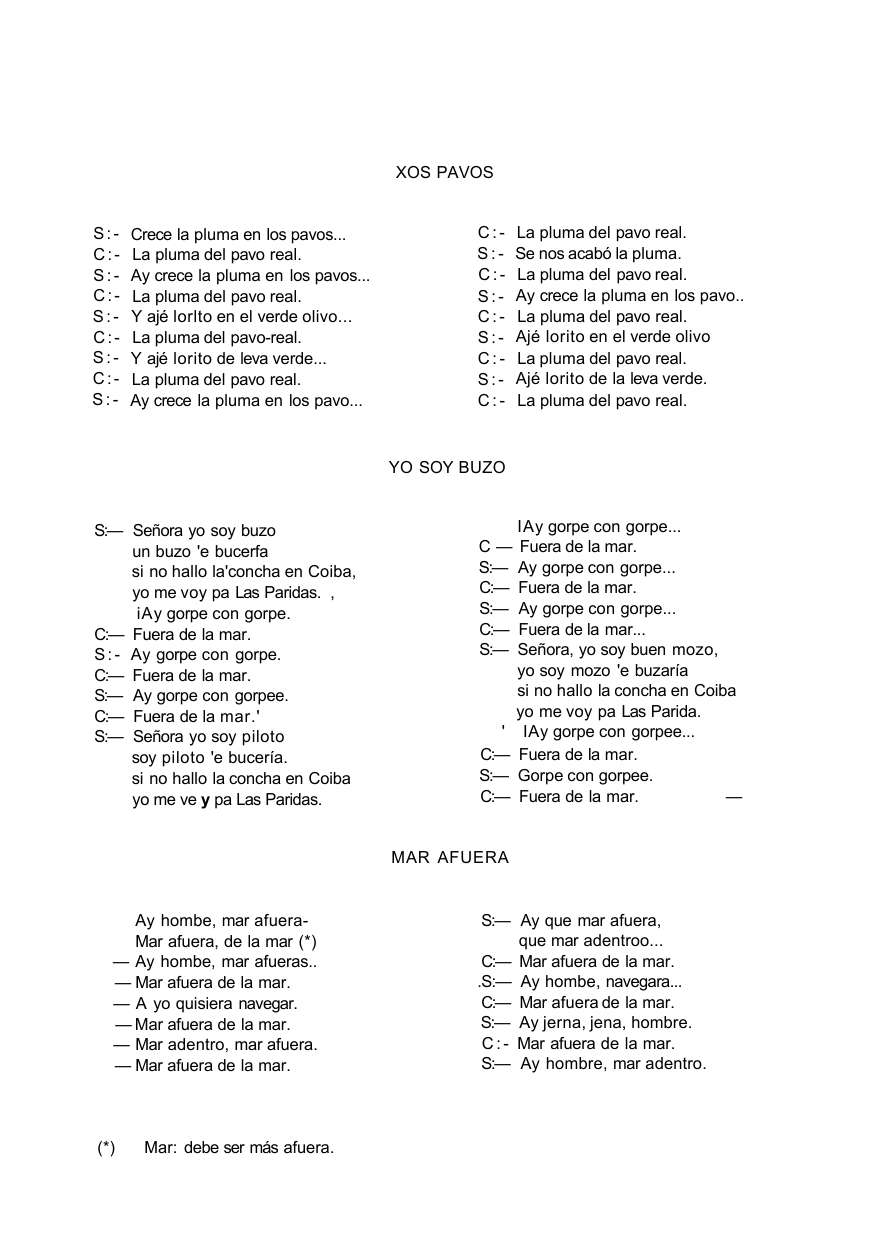 XOS PAVOS
S:- Crece la pluma en los pavos...
C:- La pluma del pavo real.
S:- Ay crece la pluma en los pavos...
C:- La pluma del pavo real.
S:- Y ajé lorlto en el verde olivo...
C:- La pluma del pavo-real.
S:- Y ajé lorito de leva verde...
C:- La pluma del pavo real.
S:- Ay crece la pluma en los pavo...
C:- La pluma del pavo real.
S:- Se nos acabó la pluma.
C:- La pluma del pavo real.
S:- Ay crece la pluma en los pavo..
C:- La pluma del pavo real.
S:- Ajé lorito en el verde olivo
C:- La pluma del pavo real.
S:- Ajé lorito de la leva verde.
C:- La pluma del pavo real.
YO SOY BUZO
S:— Señora yo soy buzo
un buzo 'e bucerfa
si no hallo la'concha en Coiba,
yo me voy pa Las Paridas. ,
iAy gorpe con gorpe.
C:— Fuera de la mar.
S:- Ay gorpe con gorpe.
C:— Fuera de la mar.
S:— Ay gorpe con gorpee.
C:— Fuera de la mar.'
S:— Señora yo soy piloto
soy piloto 'e bucería.
si no hallo la concha en Coiba
yo me ve y pa Las Paridas.
IAy gorpe con gorpe...
C — Fuera de la mar.
S:— Ay gorpe con gorpe...
C:— Fuera de la mar.
S:— Ay gorpe con gorpe...
C:— Fuera de la mar...
S:— Señora, yo soy buen mozo,
yo soy mozo 'e buzaría
si no hallo la concha en Coiba
yo me voy pa Las Parida.
' IAy gorpe con gorpee...
C:— Fuera de la mar.
S:— Gorpe con gorpee.
C:— Fuera de la mar. —
MAR AFUERA
Ay hombe, mar afuera-
Mar afuera, de la mar (*)
— Ay hombe, mar afueras..
— Mar afuera de la mar.
— A yo quisiera navegar.
— Mar afuera de la mar.
— Mar adentro, mar afuera.
— Mar afuera de la mar.
S:— Ay que mar afuera,
que mar adentroo...
C:— Mar afuera de la mar.
.S:— Ay hombe, navegara...
C:— Mar afuera de la mar.
S:— Ay jerna, jena, hombre.
C:- Mar afuera de la mar.
S:— Ay hombre, mar adentro.
(*) Mar: debe ser más afuera.